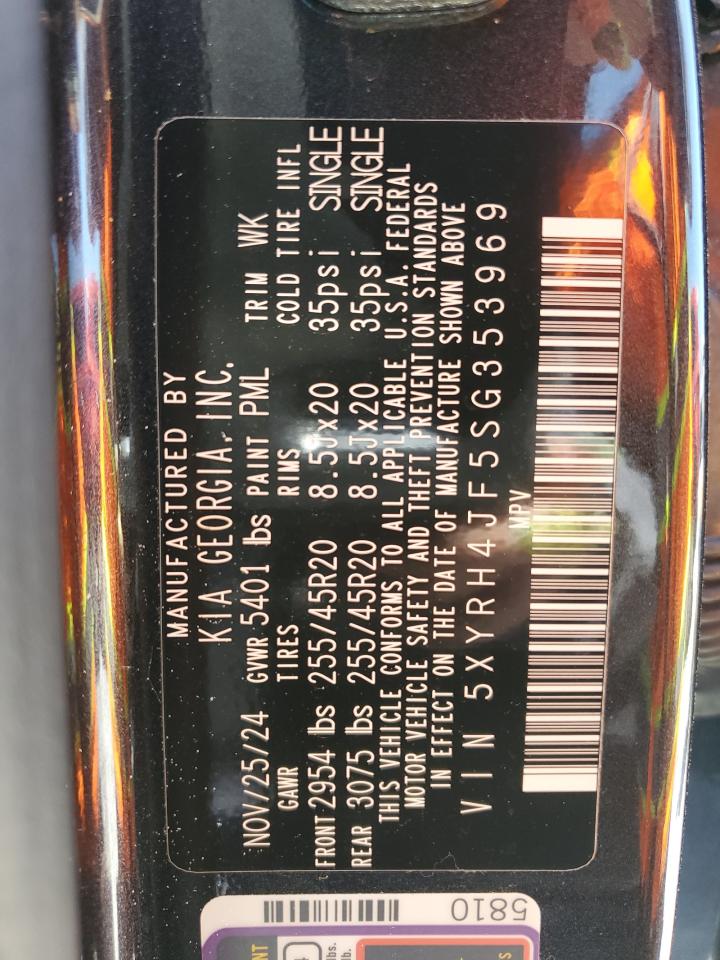 MANUFACTURED BY
KIA GEORGIA, INC.
NOV/25/24 GVWR 5401 lbs PAINT PML TRIM WK
GAWR TIRES RIMS COLD TIRE INFL
FRONT 2954 lbs 255/45R20 8.5Jx20 35psi SINGLE
REAR 3075 lbs 255/45R20 8.5Jx20 35psi SINGLE
THIS VEHICLE CONFORMS TO ALL APPLICABLE U.S.A. FEDERAL
MOTOR VEHICLE SAFETY AND THEFT PREVENTION STANDARDS
IN EFFECT ON THE DATE OF MANUFACTURE SHOWN ABOVE
VIN 5XYRH4JF5SG353969
MPV
5810
lbs.
lb.